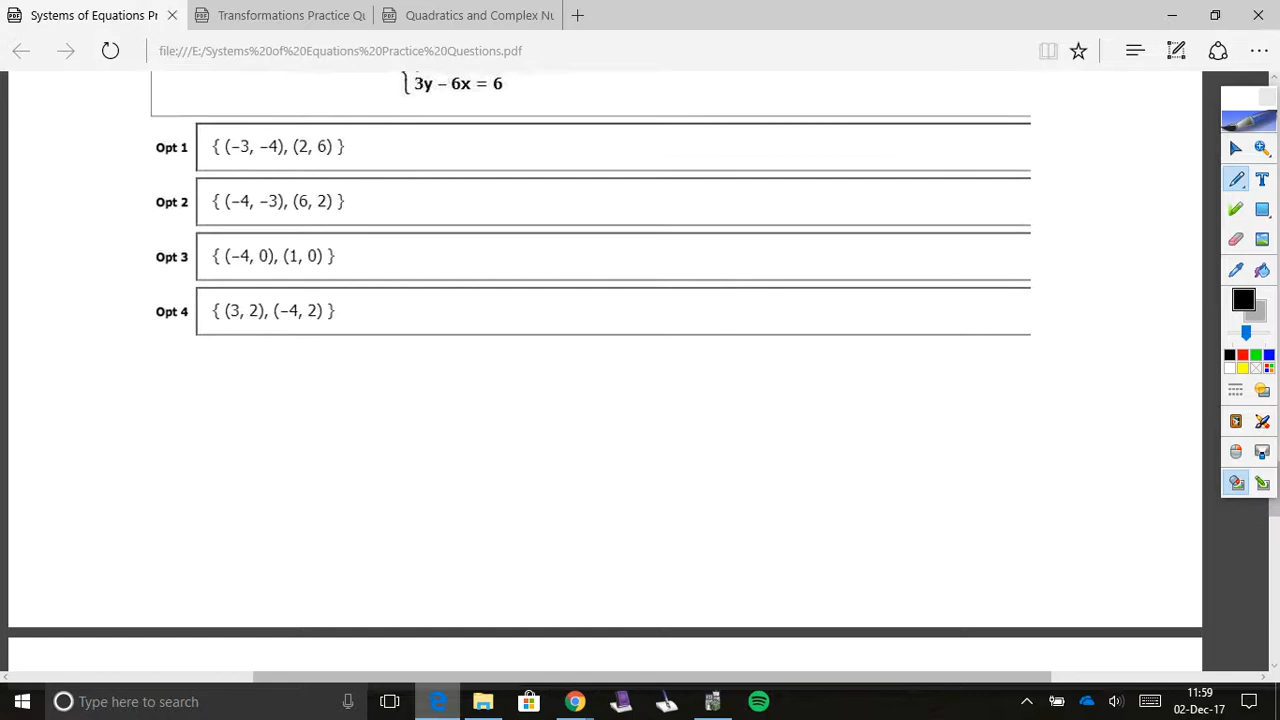 Systems of Equations Pr
Transformations Practice Qu
Quadratics and Complex Nu
file:///E:/Systems%20of%20Equations%20Practice%20Questions.pdf
3y – 6x = 6
Opt 1 { (–3, –4), (2, 6) }
Opt 2 { (–4, –3), (6, 2) }
Opt 3 { (–4, 0), (1, 0) }
Opt 4 { (3, 2), (–4, 2) }
T
Type here to search
11:59
02-Dec-17